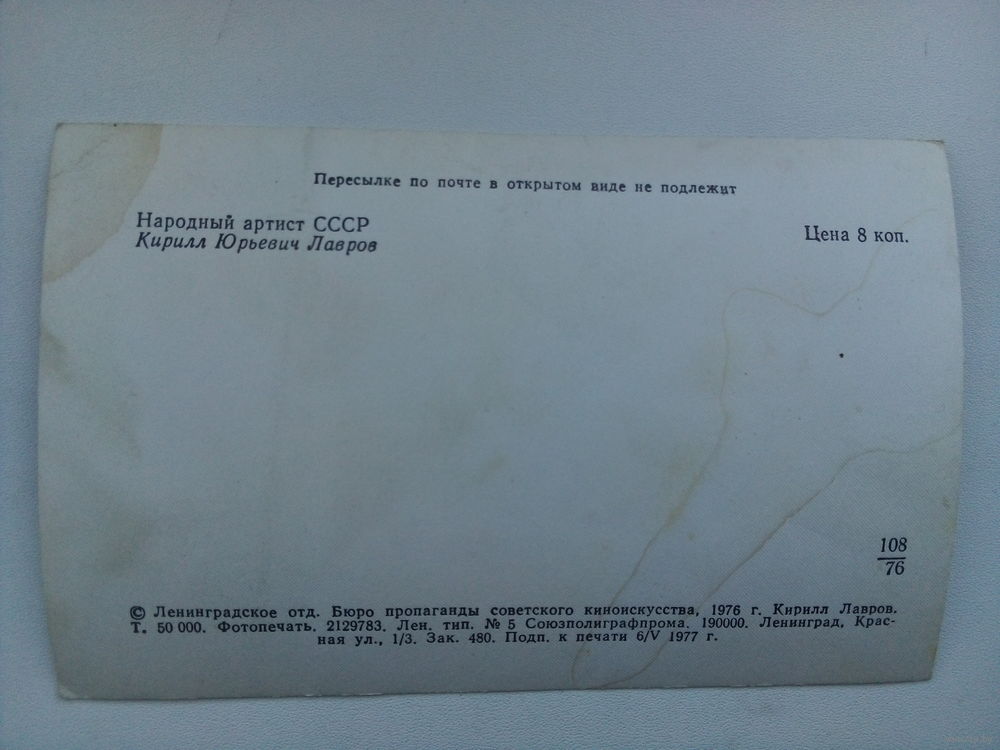 Пересылке по почте в открытом виде не подлежит
Народный артист СССР
Кирилл Юрьевич Лавров
Цена 8 коп.
108
76
© Ленинградское отд. Бюро пропаганды советского киноискусства, 1976 г. Кирилл Лавров.
Т. 50 000. Фотопечать. 2129783. Лен. тип. № 5 Союзполиграфпрома. 190000. Ленинград, Крас-
ная ул., 1/3. Зак. 480. Подп. к печати 6/V 1977 г.